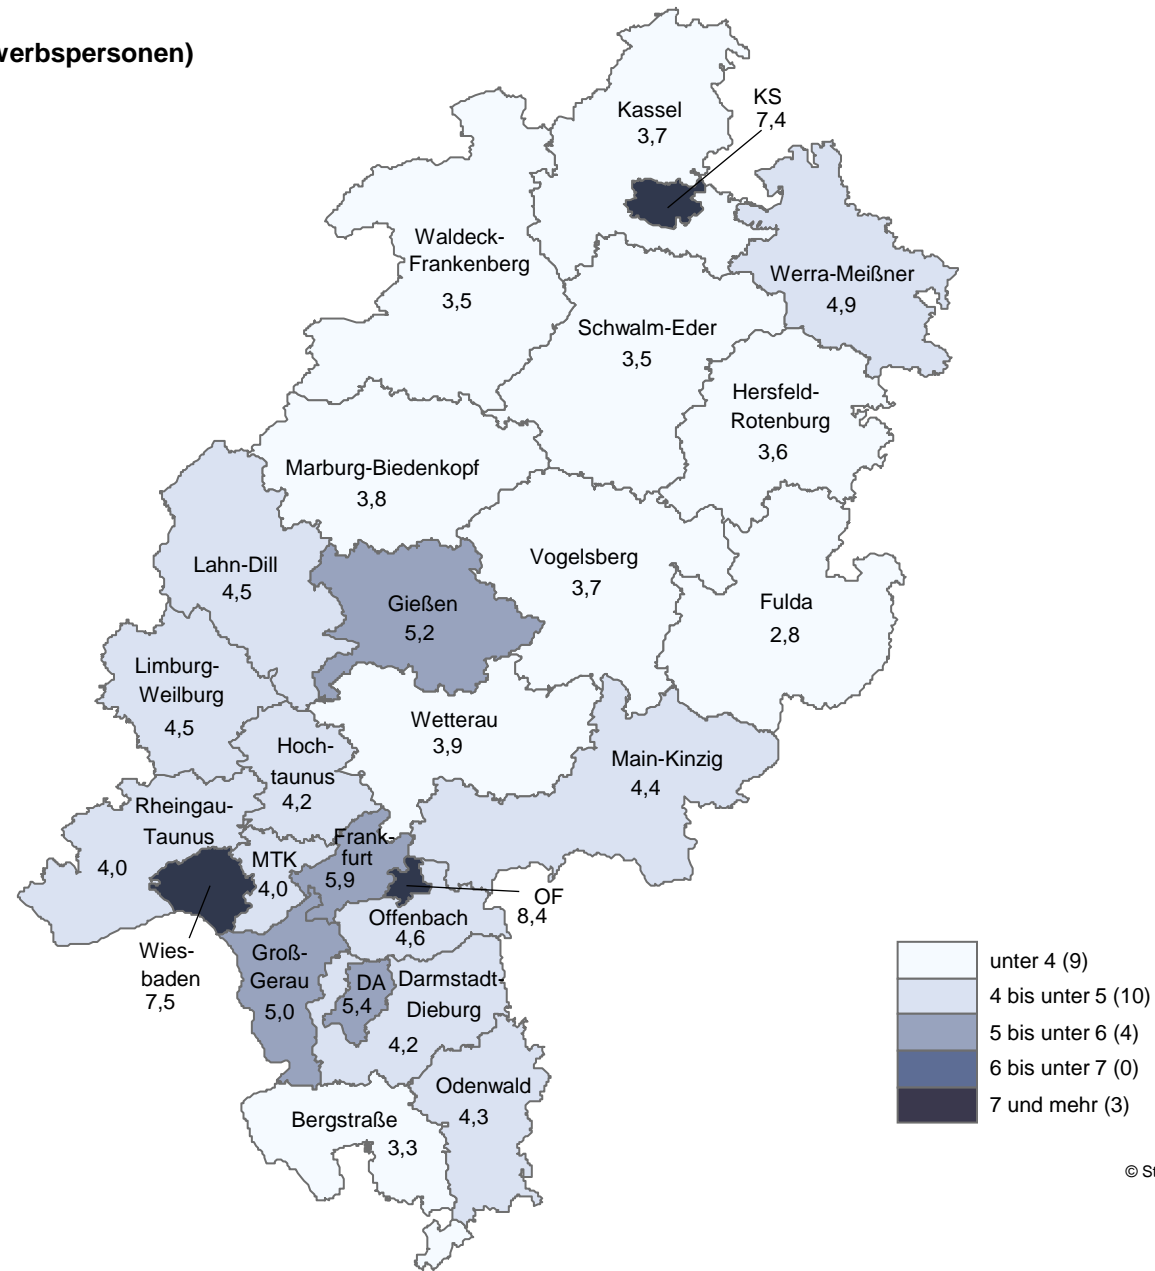 werbspersonen)
KS
7,4
Kassel
3,7
Waldeck-
Frankenberg
3,5
Werra-Meißner
4,9
Schwalm-Eder
3,5
Hersfeld-
Rotenburg
3,6
Marburg-Biedenkopf
3,8
Lahn-Dill
4,5
Vogelsberg
3,7
Gießen
5,2
Fulda
2,8
Limburg-
Weilburg
4,5
Wetterau
3,9
Hoch-
taunus
4,2
Main-Kinzig
4,4
Rheingau-
Taunus
4,0
Frank-
furt
5,9
MTK
4,0
OF
8,4
Offenbach
4,6
Wies-
baden
7,5
Groß-
Gerau
5,0
DA
5,4
Darmstadt-
Dieburg
4,2
Odenwald
4,3
Bergstraße
3,3
unter 4 (9)
4 bis unter 5 (10)
5 bis unter 6 (4)
6 bis unter 7 (0)
7 und mehr (3)
© St